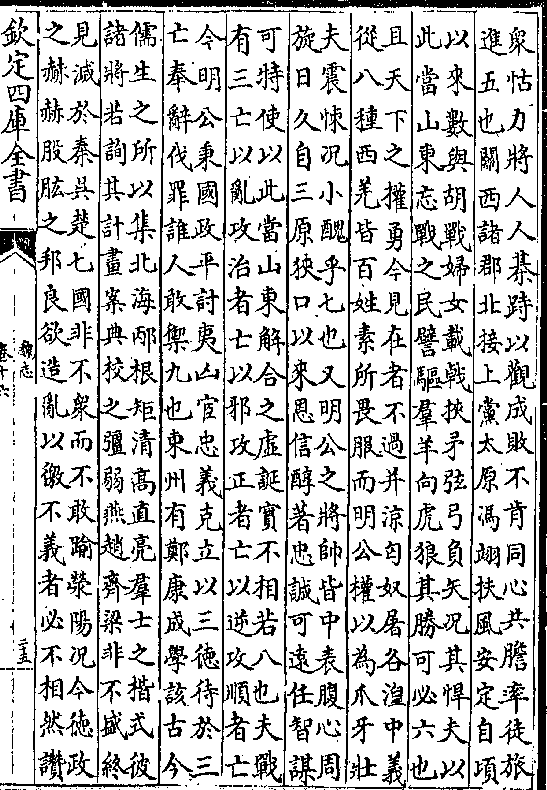 衆怙力將人人棊跱以觀成敗不肯同心共膽率徒旅
進五也關西諸郡北接上黨太原馮翊扶風安定自項
以來數與胡戰婦女載戟挾矛弦弓負矢況其悍夫以
此當山東忘戰之民譬驅羣羊向虎狼其勝可必六也
且天下之權勇今見在者不過并涼匈奴屠各湟中義
從八種西羌皆百姓素所畏服而明公權以為爪牙壯
夫震悚況小醜乎七也又明公之將帥皆中表腹心周
旋日久自三原狹口以來恩信醇著忠誠可遠任智謀
可特使以此當山東解合之虛誕實不相若八也夫戰
有三亡以亂攻治者亡以邪攻正者亡以逆攻順者亡
今明公秉國政平討夷凶宦忠義克立以三德待於三
亡奉辭伐罪誰人敢禦九也東州有鄭康成學該古今
儒生之所以集北海邴根矩清高直亮羣士之揩式彼
諸將若詢其計畫案典校之彊弱燕趙齊梁非不盛終
見滅於秦吳楚七國非不衆而不敢踰滎陽況今德政
之赫赫股肱之邦良欲造亂以徼不義者必不相然讚
欽定四庫全書
魏志
卷十六
二五